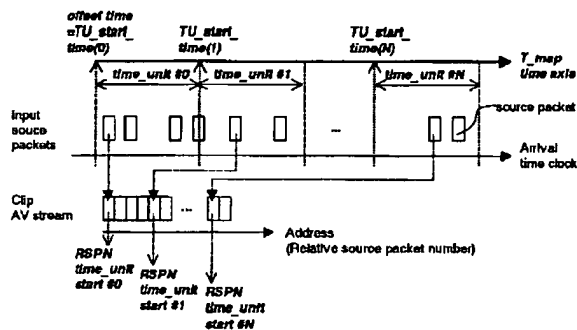 offset time
=TU_start_
time(0)
TU_start_
time(1)
TU_start_
time(N)
T_map
time axis
time_unit #0
time_unit #1
time_unit #N
Input
souce
packets
source packet
...
Arrival
time clock
Clip
AV stream
...
Address
(Relative source packet number)
RSPN
time_unit
start #0
RSPN
time_unit
start #1
RSPN
time_unit
start #N